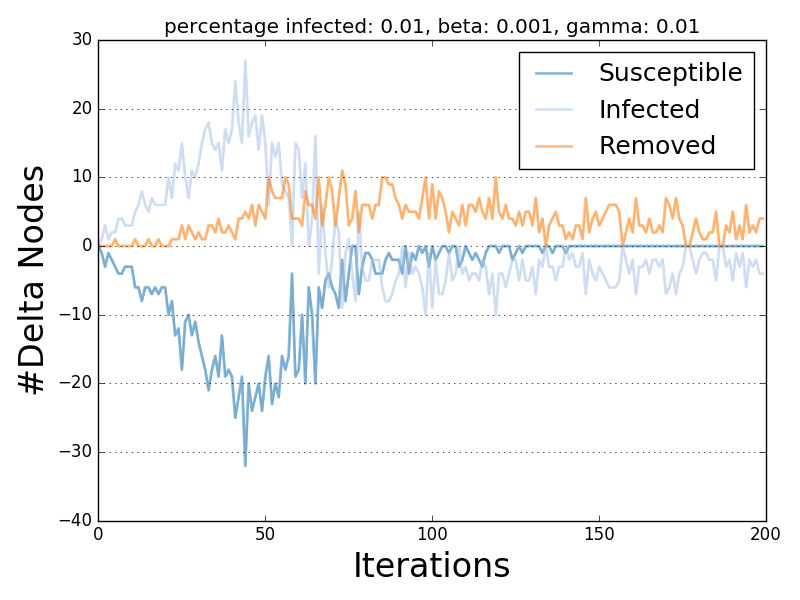 percentage infected: 0.01, beta: 0.001, gamma: 0.01
Susceptible
Infected
Removed
#Delta Nodes
30
20
10
0
−10
−20
−30
−40
0 50 100 150 200
Iterations